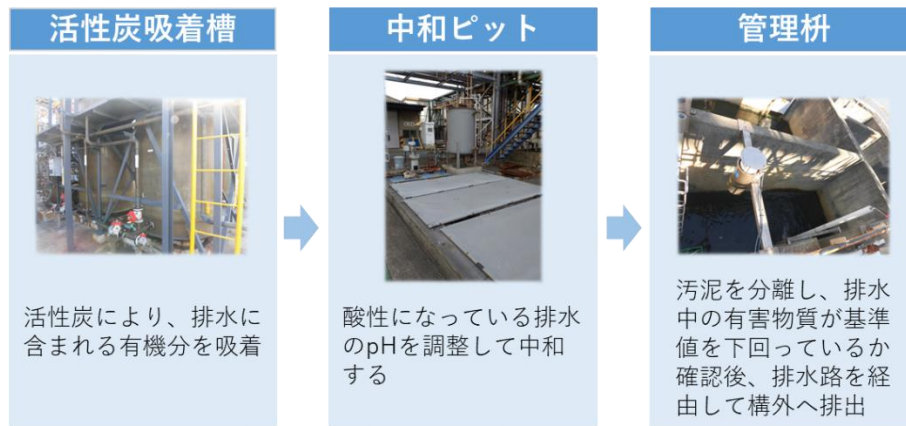 活性炭吸着槽
活性炭により、排水に
含まれる有機分を吸着
中和ピット
酸性になっている排水
のpHを調整して中和
する
管理枡
汚泥を分離し、排水
中の有害物質が基準
値を下回っているか
確認後、排水路を経
由して構外へ排出